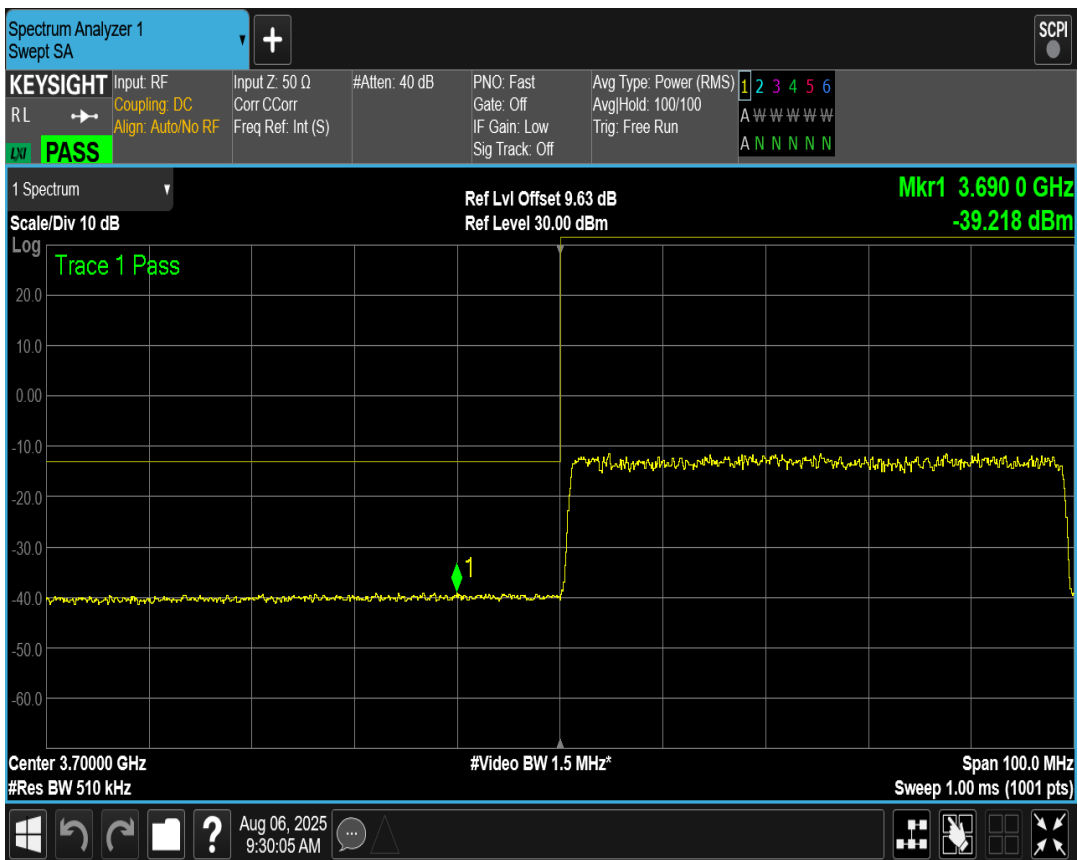 Spectrum Analyzer 1
Swept SA
SCPI
KEYSIGHT
RL
LXI PASS
Input: RF
Coupling: DC
Align: Auto/No RF
Input Z: 50 Ω
Corr CCorr
Freq Ref: Int (S)
#Atten: 40 dB
PNO: Fast
Gate: Off
IF Gain: Low
Sig Track: Off
Avg Type: Power (RMS)
Avg|Hold: 100/100
Trig: Free Run
1 2 3 4 5 6
A W W W W W
A N N N N N
1 Spectrum
Scale/Div 10 dB
Ref Lvl Offset 9.63 dB
Ref Level 30.00 dBm
Mkr1 3.690 0 GHz
-39.218 dBm
Log
Trace 1 Pass
20.0
10.0
0.00
-10.0
-20.0
-30.0
1
-40.0
-50.0
-60.0
Center 3.70000 GHz
#Res BW 510 kHz
#Video BW 1.5 MHz*
Span 100.0 MHz
Sweep 1.00 ms (1001 pts)
?
Aug 06, 2025
9:30:05 AM